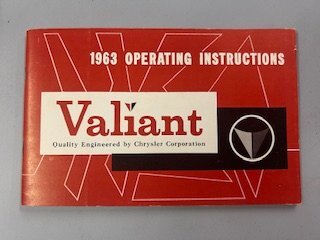 1963 OPERATING INSTRUCTIONS
Valiant
Quality Engineered by Chrysler Corporation